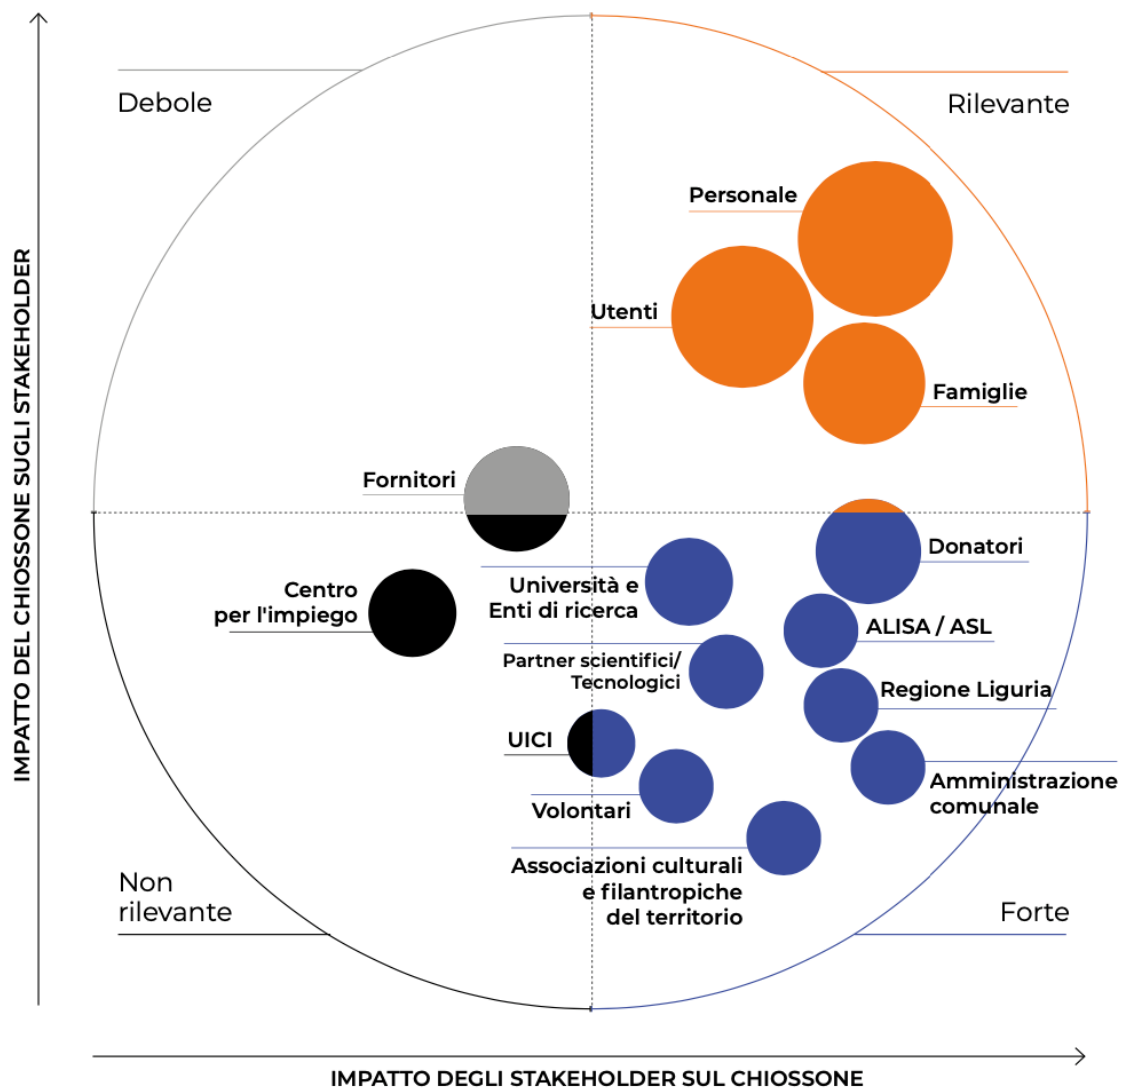 Debole
Rilevante
Personale
Utenti
Famiglie
Fornitori
Donatori
Università e
Enti di ricerca
Centro
per l'impiego
ALISA / ASL
Partner scientifici/
Tecnologici
Regione Liguria
UICI
Amministrazione
comunale
Volontari
Associazioni culturali
e filantropiche
del territorio
Non
rilevante
Forte
IMPATTO DEL CHIOSSONE SUGLI STAKEHOLDER
IMPATTO DEGLI STAKEHOLDER SUL CHIOSSONE